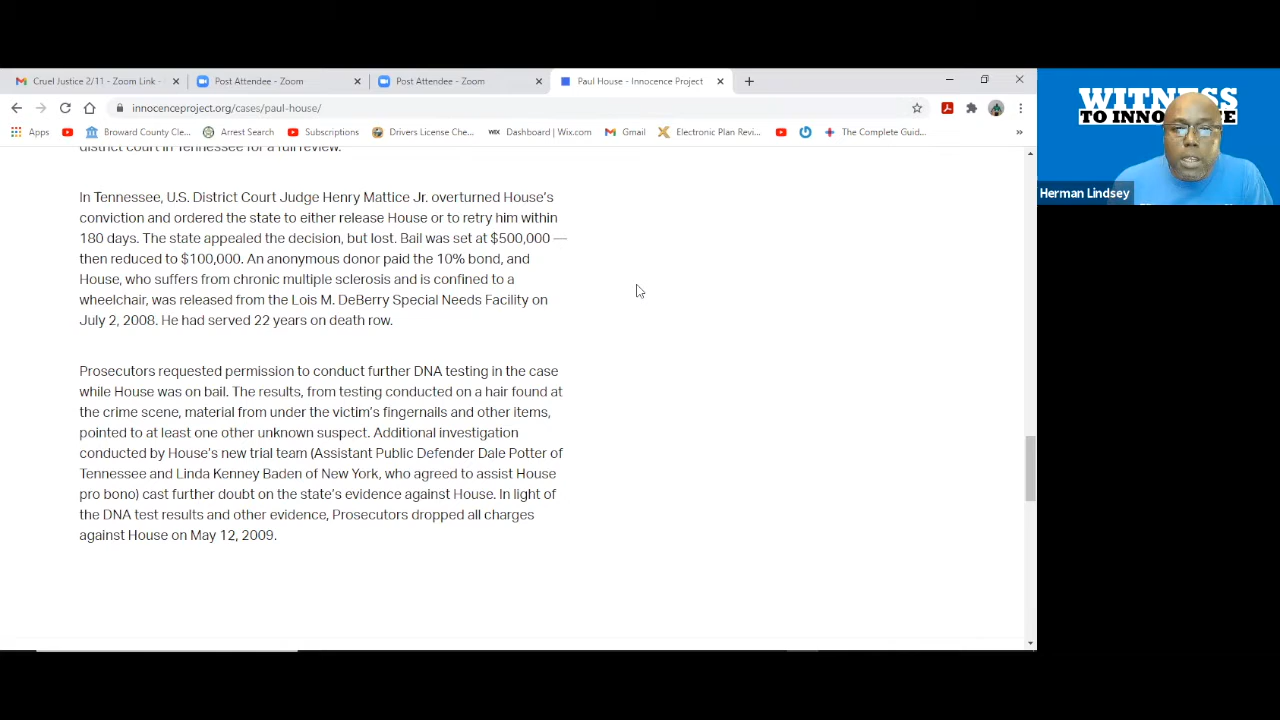 Cruel Justice 2/11 - Zoom Link -
Post Attendee - Zoom
Post Attendee - Zoom
Paul House - Innocence Project
innocenceproject.org/cases/paul-house/
Apps
Broward County Cle...
Arrest Search
Subscriptions
Drivers License Che...
WIX
Dashboard | Wix.com
Gmail
Electronic Plan Revi...
The Complete Guid...
»
district court in Tennessee for a full review.
In Tennessee, U.S. District Court Judge Henry Mattice Jr. overturned House's
conviction and ordered the state to either release House or to retry him within
180 days. The state appealed the decision, but lost. Bail was set at $500,000 —
then reduced to $100,000. An anonymous donor paid the 10% bond, and
House, who suffers from chronic multiple sclerosis and is confined to a
wheelchair, was released from the Lois M. DeBerry Special Needs Facility on
July 2, 2008. He had served 22 years on death row.
Prosecutors requested permission to conduct further DNA testing in the case
while House was on bail. The results, from testing conducted on a hair found at
the crime scene, material from under the victim's fingernails and other items,
pointed to at least one other unknown suspect. Additional investigation
conducted by House's new trial team (Assistant Public Defender Dale Potter of
Tennessee and Linda Kenney Baden of New York, who agreed to assist House
pro bono) cast further doubt on the state's evidence against House. In light of
the DNA test results and other evidence, Prosecutors dropped all charges
against House on May 12, 2009.
WITNESS
TO INNO
E
Herman Lindsey